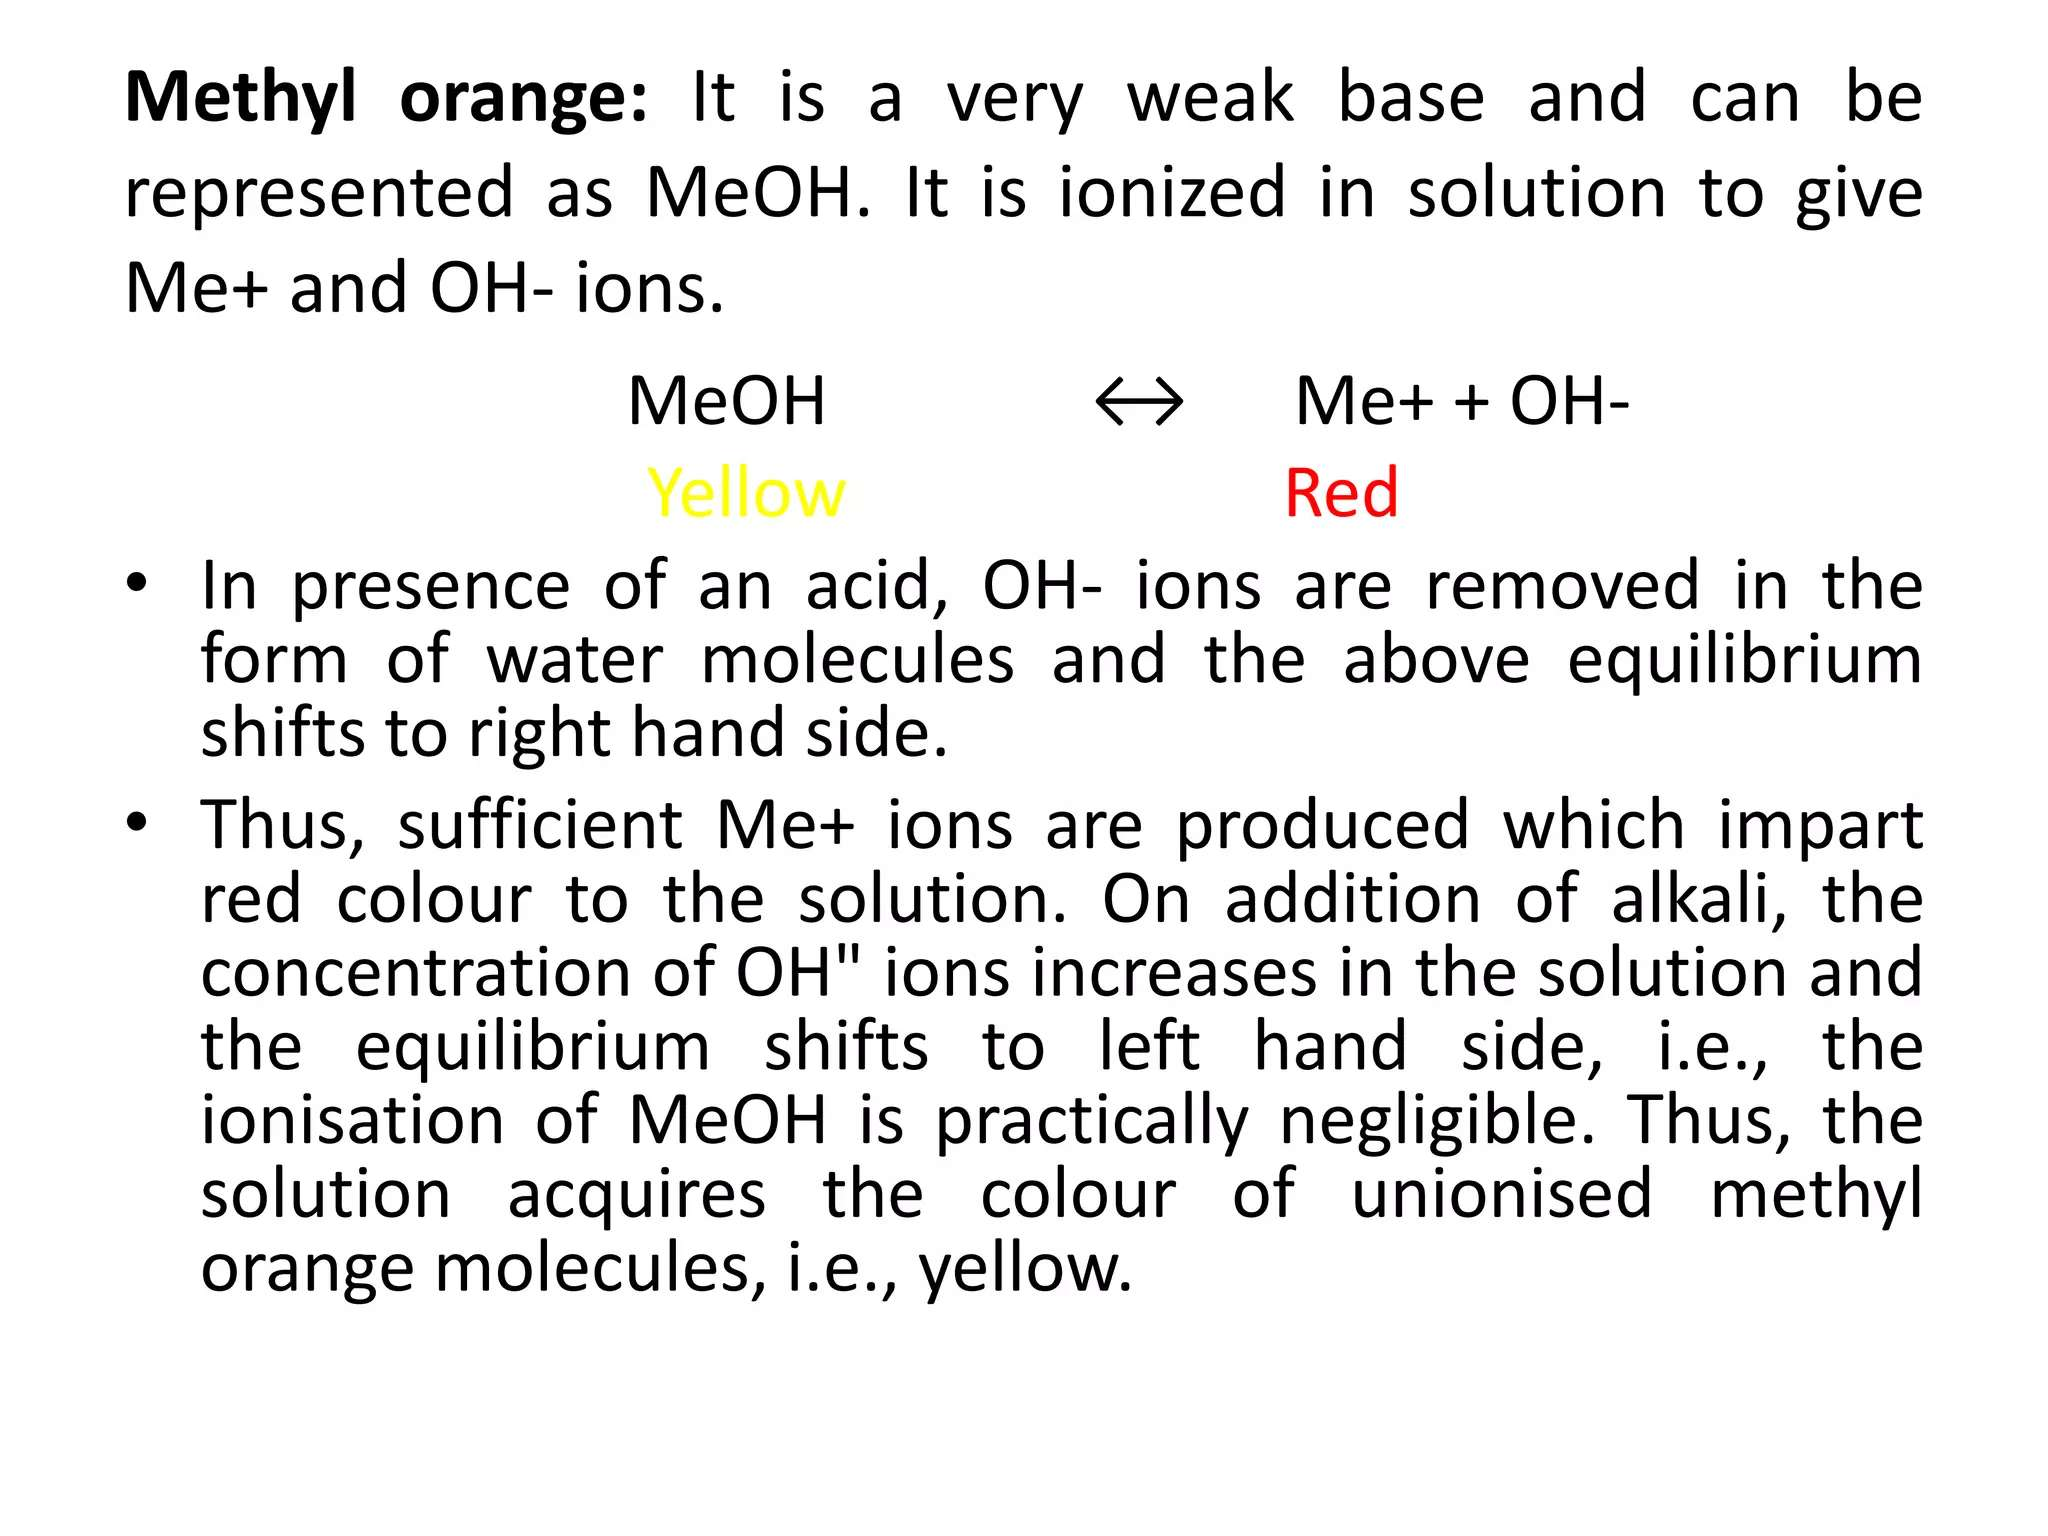 Methyl orange: It is a very weak base and can be
represented as MeOH. It is ionized in solution to give
Me+ and OH- ions.
MeOH ↔ Me+ + OH-
Yellow Red
• In presence of an acid, OH- ions are removed in the
form of water molecules and the above equilibrium
shifts to right hand side.
• Thus, sufficient Me+ ions are produced which impart
red colour to the solution. On addition of alkali, the
concentration of OH" ions increases in the solution and
the equilibrium shifts to left hand side, i.e., the
ionisation of MeOH is practically negligible. Thus, the
solution acquires the colour of unionised methyl
orange molecules, i.e., yellow.